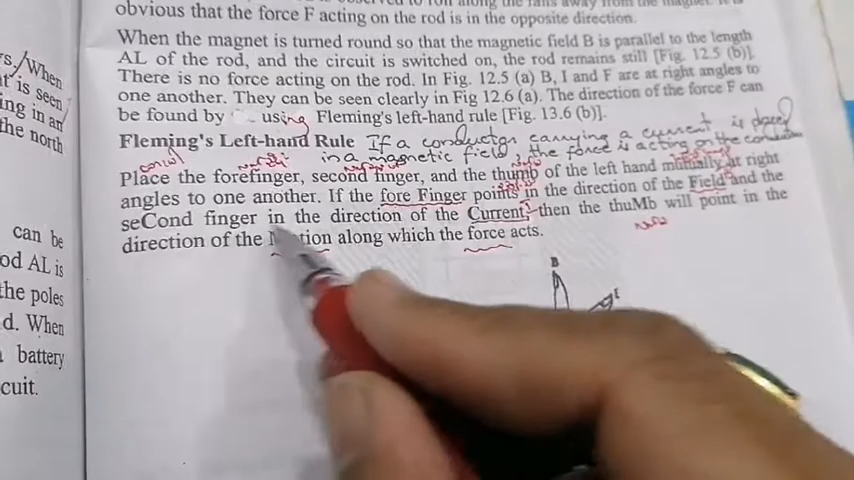 obvious that the force F acting on the rod is in the opposite direction.
When the magnet is turned round so that the magnetic field B is parallel to the length
AL of the rod, and the circuit is switched on, the rod remains still [Fig. 12.5 (b)].
There is no force acting on the rod. In Fig. 12.5 (a) B, I and F are at right angles to
one another. They can be seen clearly in Fig 12.6 (a). The direction of the force F can
be found by using Fleming's left-hand rule [Fig. 13.6 (b)].
Fleming's Left-hand Rule If a conductor carrying a current is placed
in a magnetic field, the force is acting on the conductor
Place the forefinger, second finger, and the thumb of the left hand mutually at right
angles to one another. If the fore Finger points in the direction of the Field and the
seCond finger in the direction of the Current then the thuMb will point in the
direction of the Motion along which the force acts.
B
When
is seen
ing in an
the north
can be
od AL is
the poles
d. When
battery
cuit.